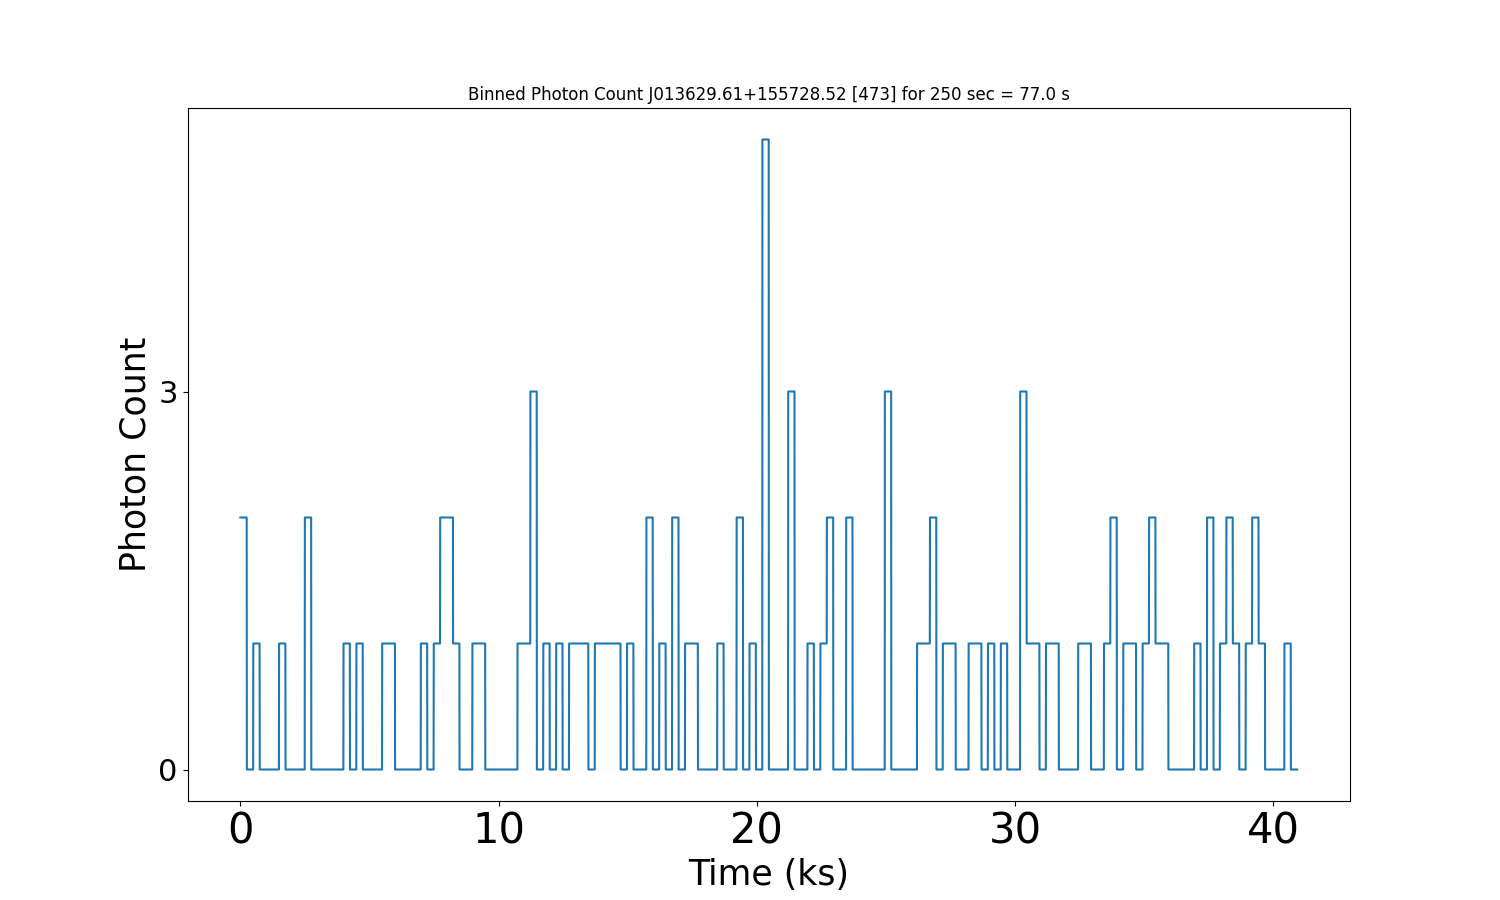 Binned Photon Count J013629.61+155728.52 [473] for 250 sec = 77.0 s
Photon Count
3
0
0 10 20 30 40
Time (ks)